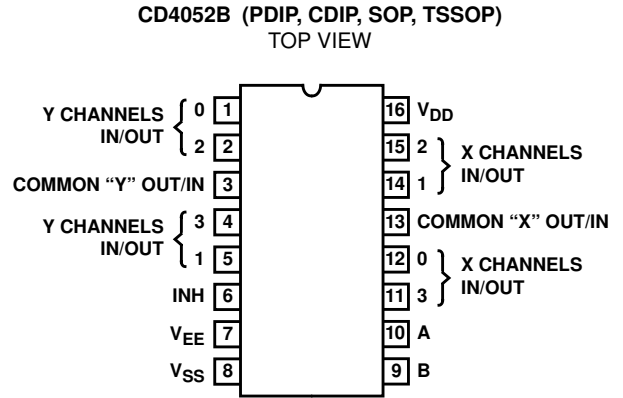 CD4052B (PDIP, CDIP, SOP, TSSOP)
TOP VIEW
Y CHANNELS IN/OUT
0 1
2 2
COMMON “Y” OUT/IN 3
Y CHANNELS IN/OUT
3 4
1 5
INH 6
VEE 7
VSS 8
16 VDD
15 2
14 1
X CHANNELS IN/OUT
13 COMMON “X” OUT/IN
12 0
11 3
X CHANNELS IN/OUT
10 A
9 B